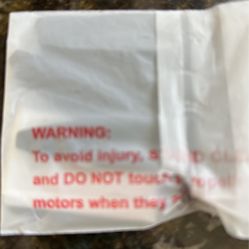 WARNING:
To avoid injury, S
and DO NOT touch
motors when they